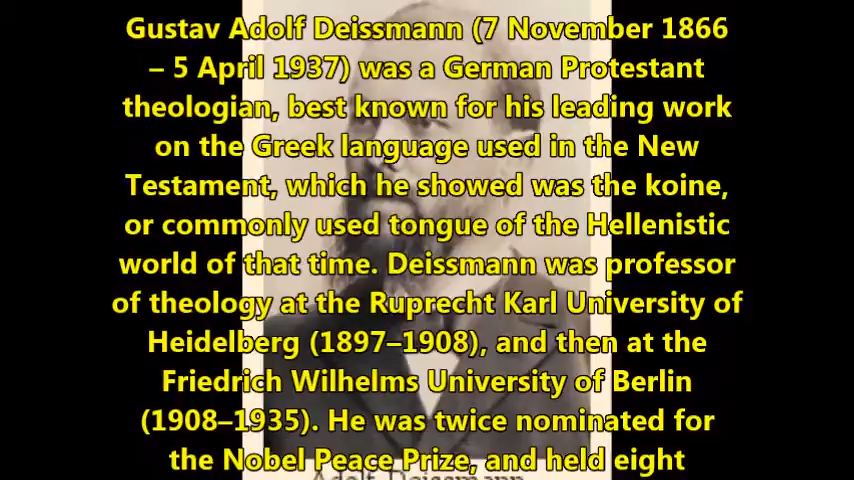 Gustav Adolf Deissmann (7 November 1866
– 5 April 1937) was a German Protestant
theologian, best known for his leading work
on the Greek language used in the New
Testament, which he showed was the koine,
or commonly used tongue of the Hellenistic
world of that time. Deissmann was professor
of theology at the Ruprecht Karl University of
Heidelberg (1897–1908), and then at the
Friedrich Wilhelms University of Berlin
(1908–1935). He was twice nominated for
the Nobel Peace Prize, and held eight
Adolf Deissmann